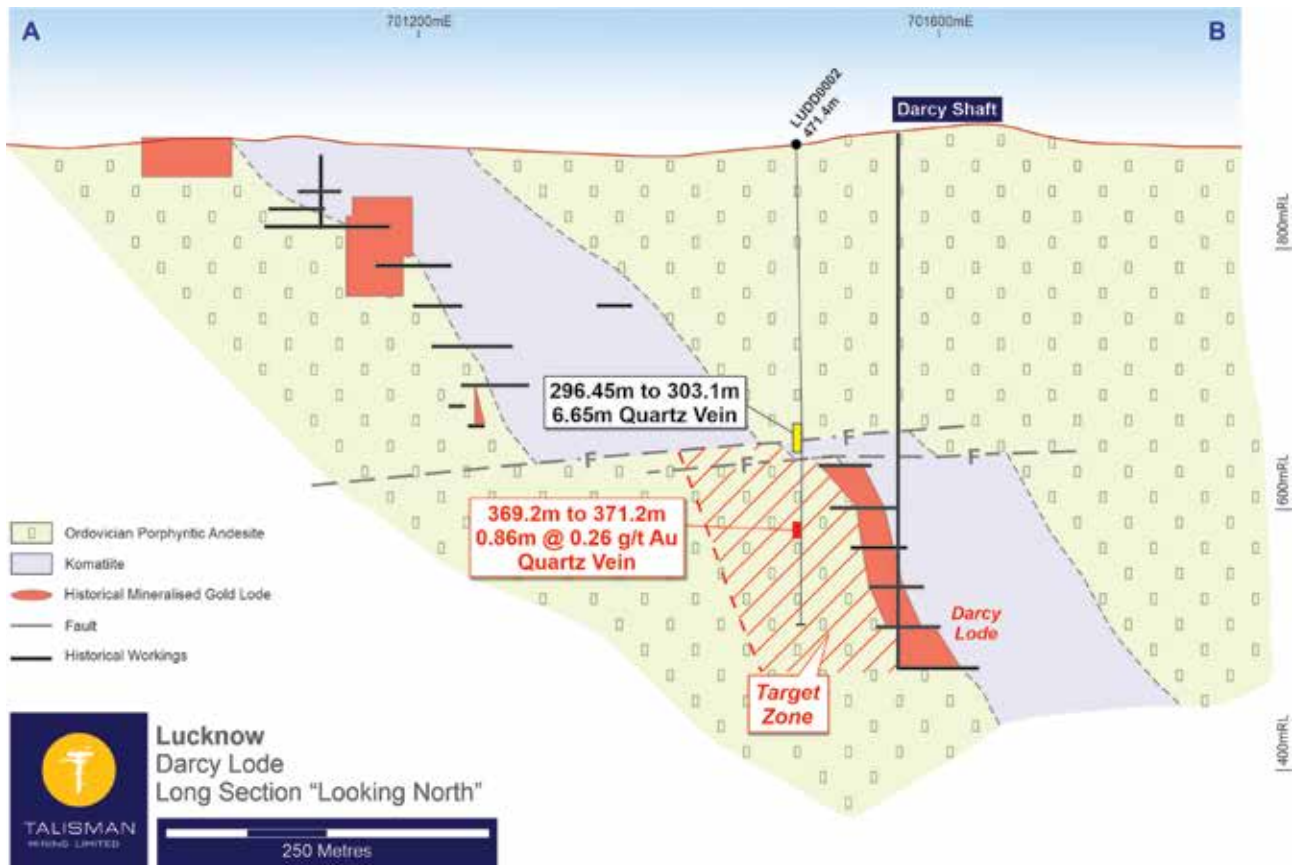 A
701200mE
701600mE
B
LUDD0002
471.4m
Darcy Shaft
800mRL
296.45m to 303.1m
6.65m Quartz Vein
F
F
F
F
600mRL
369.2m to 371.2m
0.86m @ 0.26 g/t Au
Quartz Vein
Ordovician Porphyritic Andesite
Komatiite
Historical Mineralised Gold Lode
Fault
Historical Workings
Darcy
Lode
Target
Zone
400mRL
Lucknow
Darcy Lode
Long Section "Looking North"
TALISMAN
MINING LIMITED
250 Metres